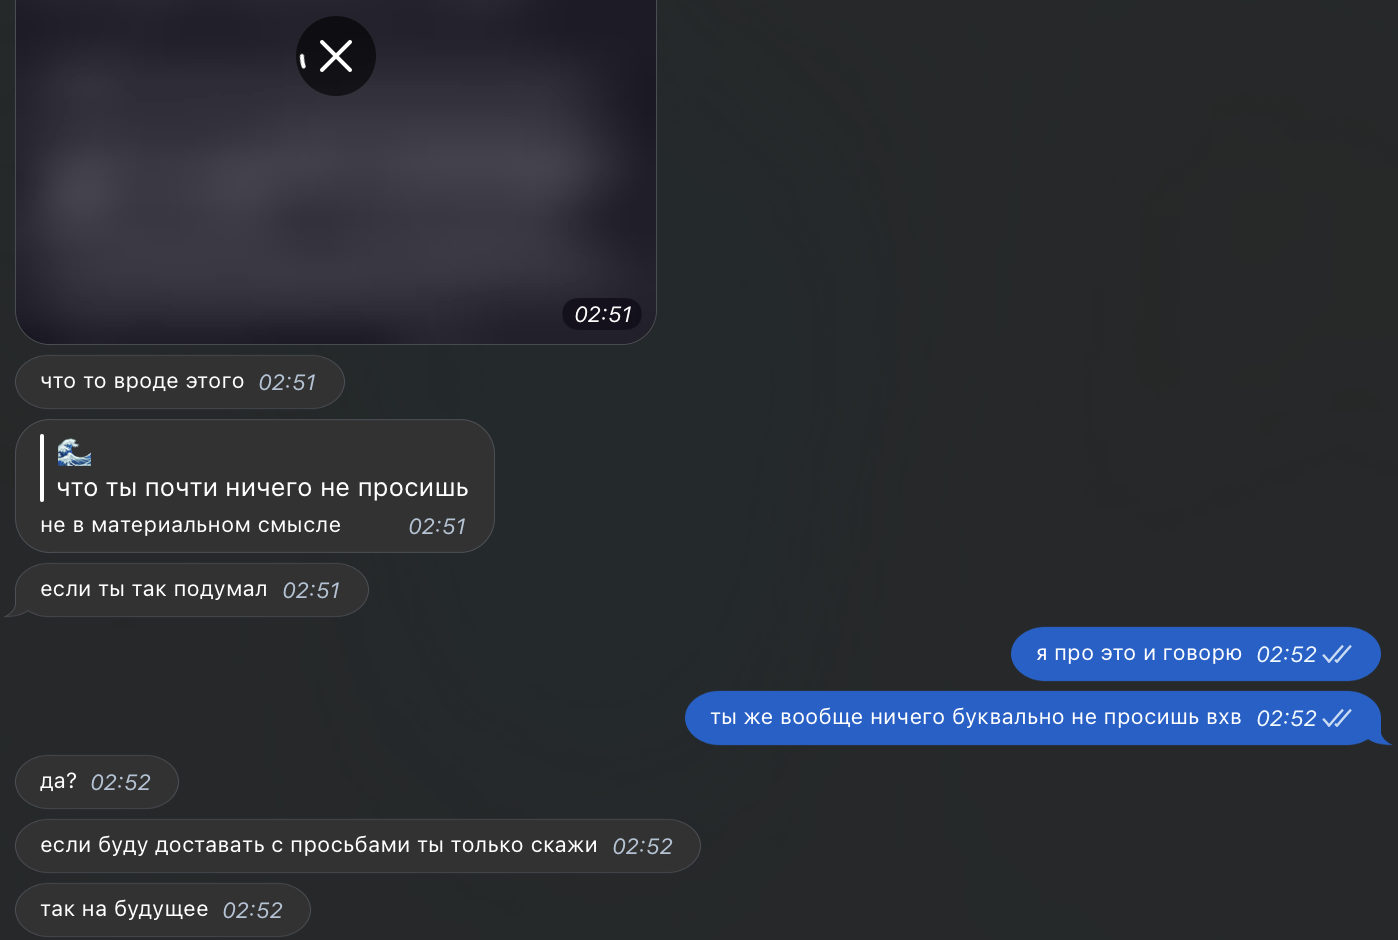 02:51
что то вроде этого 02:51
🌊
что ты почти ничего не просишь
не в материальном смысле 02:51
если ты так подумал 02:51
я про это и говорю 02:52
ты же вообще ничего буквально не просишь вхв 02:52
да? 02:52
если буду доставать с просьбами ты только скажи 02:52
так на будущее 02:52